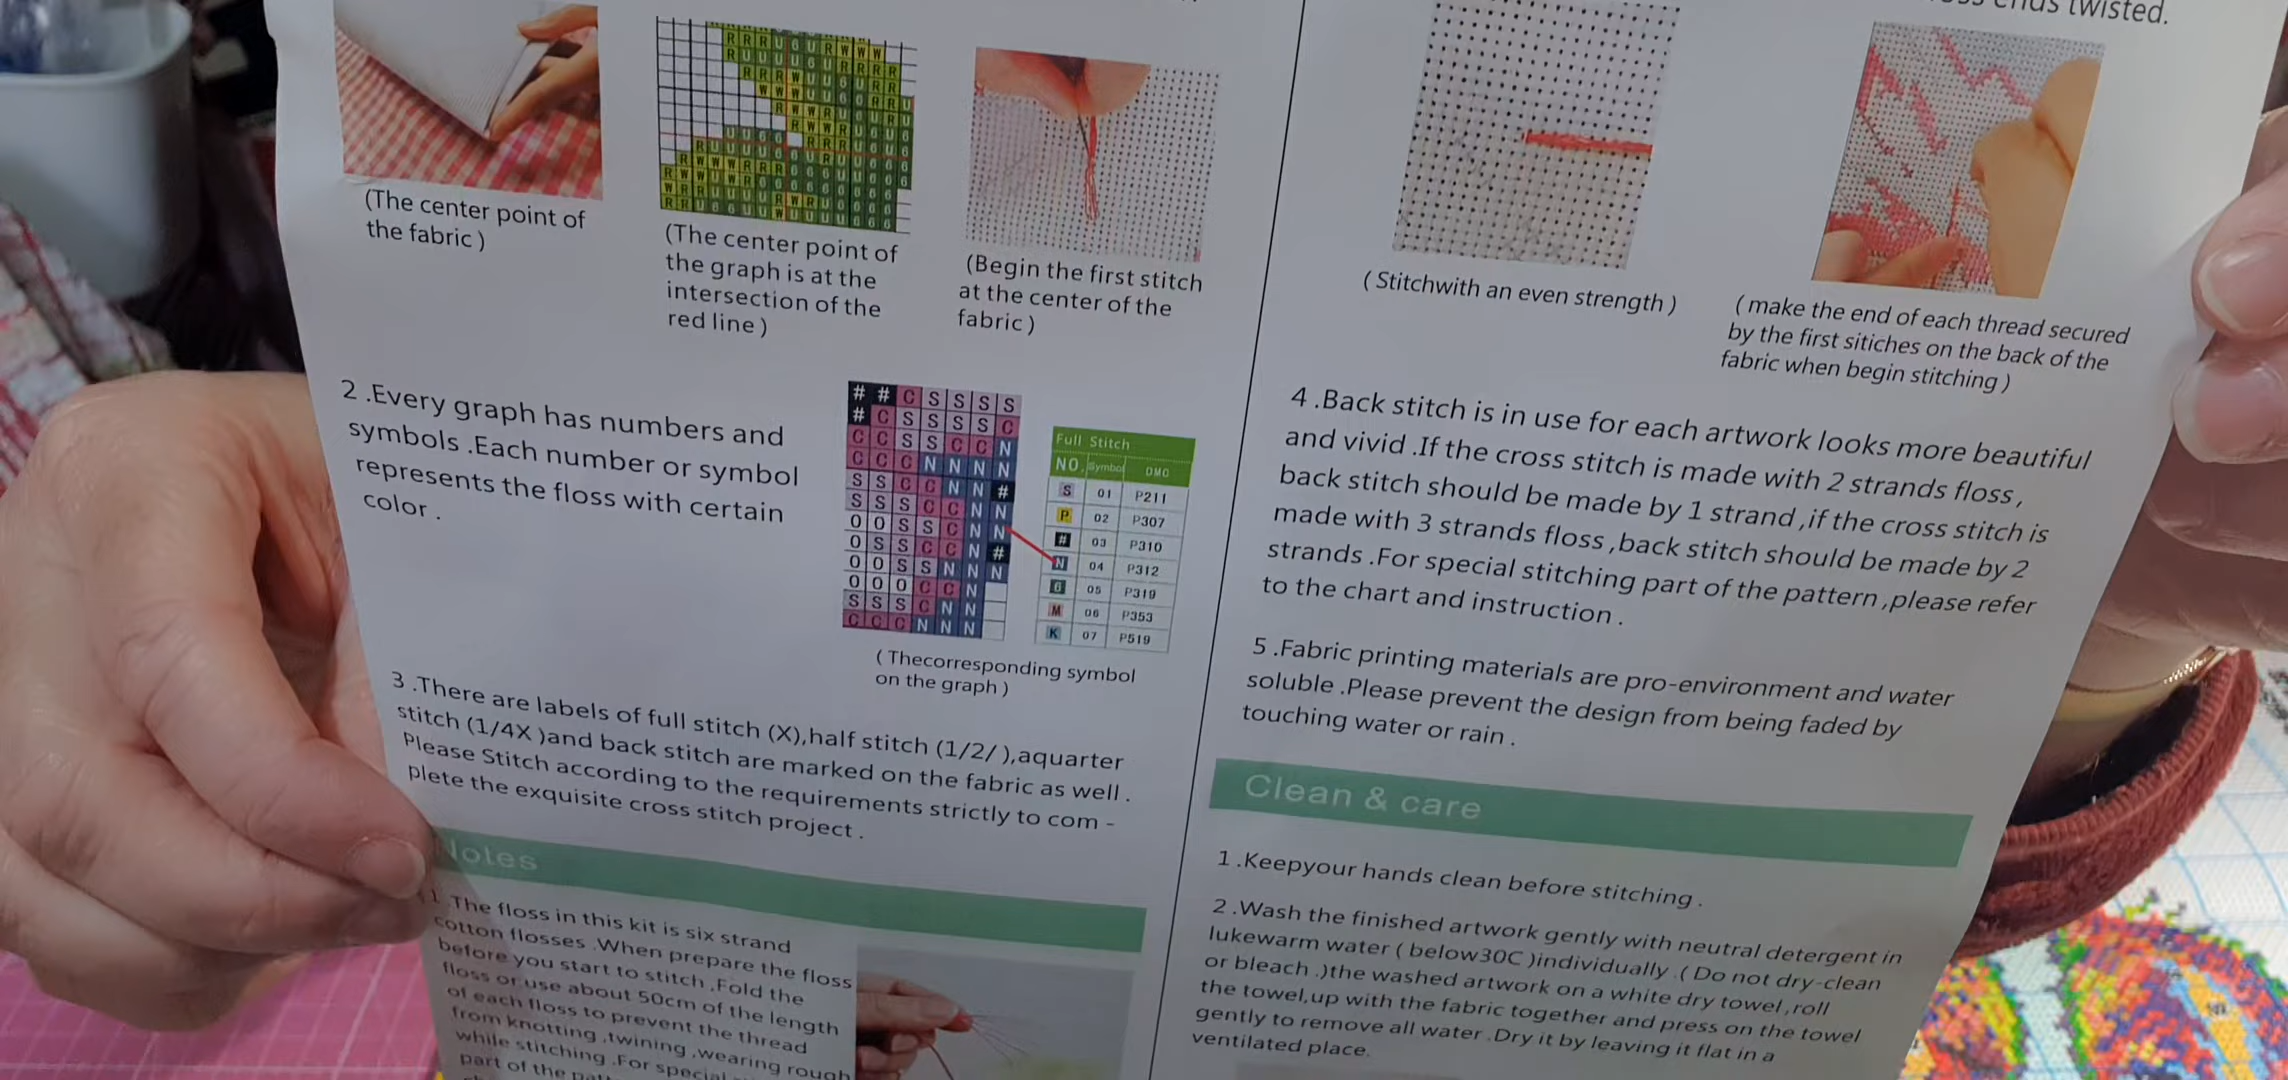 (The center point of
the fabric )
(The center point of
the graph is at the
intersection of the
red line )
(Begin the first stitch
at the center of the
fabric )
2 .Every graph has numbers and
symbols .Each number or symbol
represents the floss with certain
color .
# # C S S S S
# C S S S S C
C C S S C C N
C C C N N N N
S S C C N N #
S S S C C N N
O O S S C N N
O S S C C N #
O O S S N N N
O O O C C N
S S S C N N
C C C N N N
Full Stitch
NO. Symbol DMC
S 01 P211
P 02 P307
# 03 P310
N 04 P312
6 05 P319
M 06 P353
K 07 P519
( Thecorresponding symbol
on the graph )
3 .There are labels of full stitch (X),half stitch (1/2/ ),aquarter
stitch (1/4X )and back stitch are marked on the fabric as well .
Please Stitch according to the requirements strictly to com -
plete the exquisite cross stitch project .
Notes
1 .The floss in this kit is six strand
cotton flosses .When prepare the floss
before you start to stitch .Fold the
floss or use about 50cm of the length
of each floss to prevent the thread
from knotting ,twining ,wearing rough
while stitching .For special
part of the
ends twisted.
( Stitchwith an even strength )
( make the end of each thread secured
by the first sitiches on the back of the
fabric when begin stitching )
4 .Back stitch is in use for each artwork looks more beautiful
and vivid .If the cross stitch is made with 2 strands floss ,
back stitch should be made by 1 strand ,if the cross stitch is
made with 3 strands floss ,back stitch should be made by 2
strands .For special stitching part of the pattern ,please refer
to the chart and instruction .
5 .Fabric printing materials are pro-environment and water
soluble .Please prevent the design from being faded by
touching water or rain .
Clean & care
1 .Keepyour hands clean before stitching .
2 .Wash the finished artwork gently with neutral detergent in
lukewarm water ( below30C )individually .( Do not dry-clean
or bleach .)the washed artwork on a white dry towel ,roll
the towel,up with the fabric together and press on the towel
gently to remove all water .Dry it by leaving it flat in a
ventilated place.